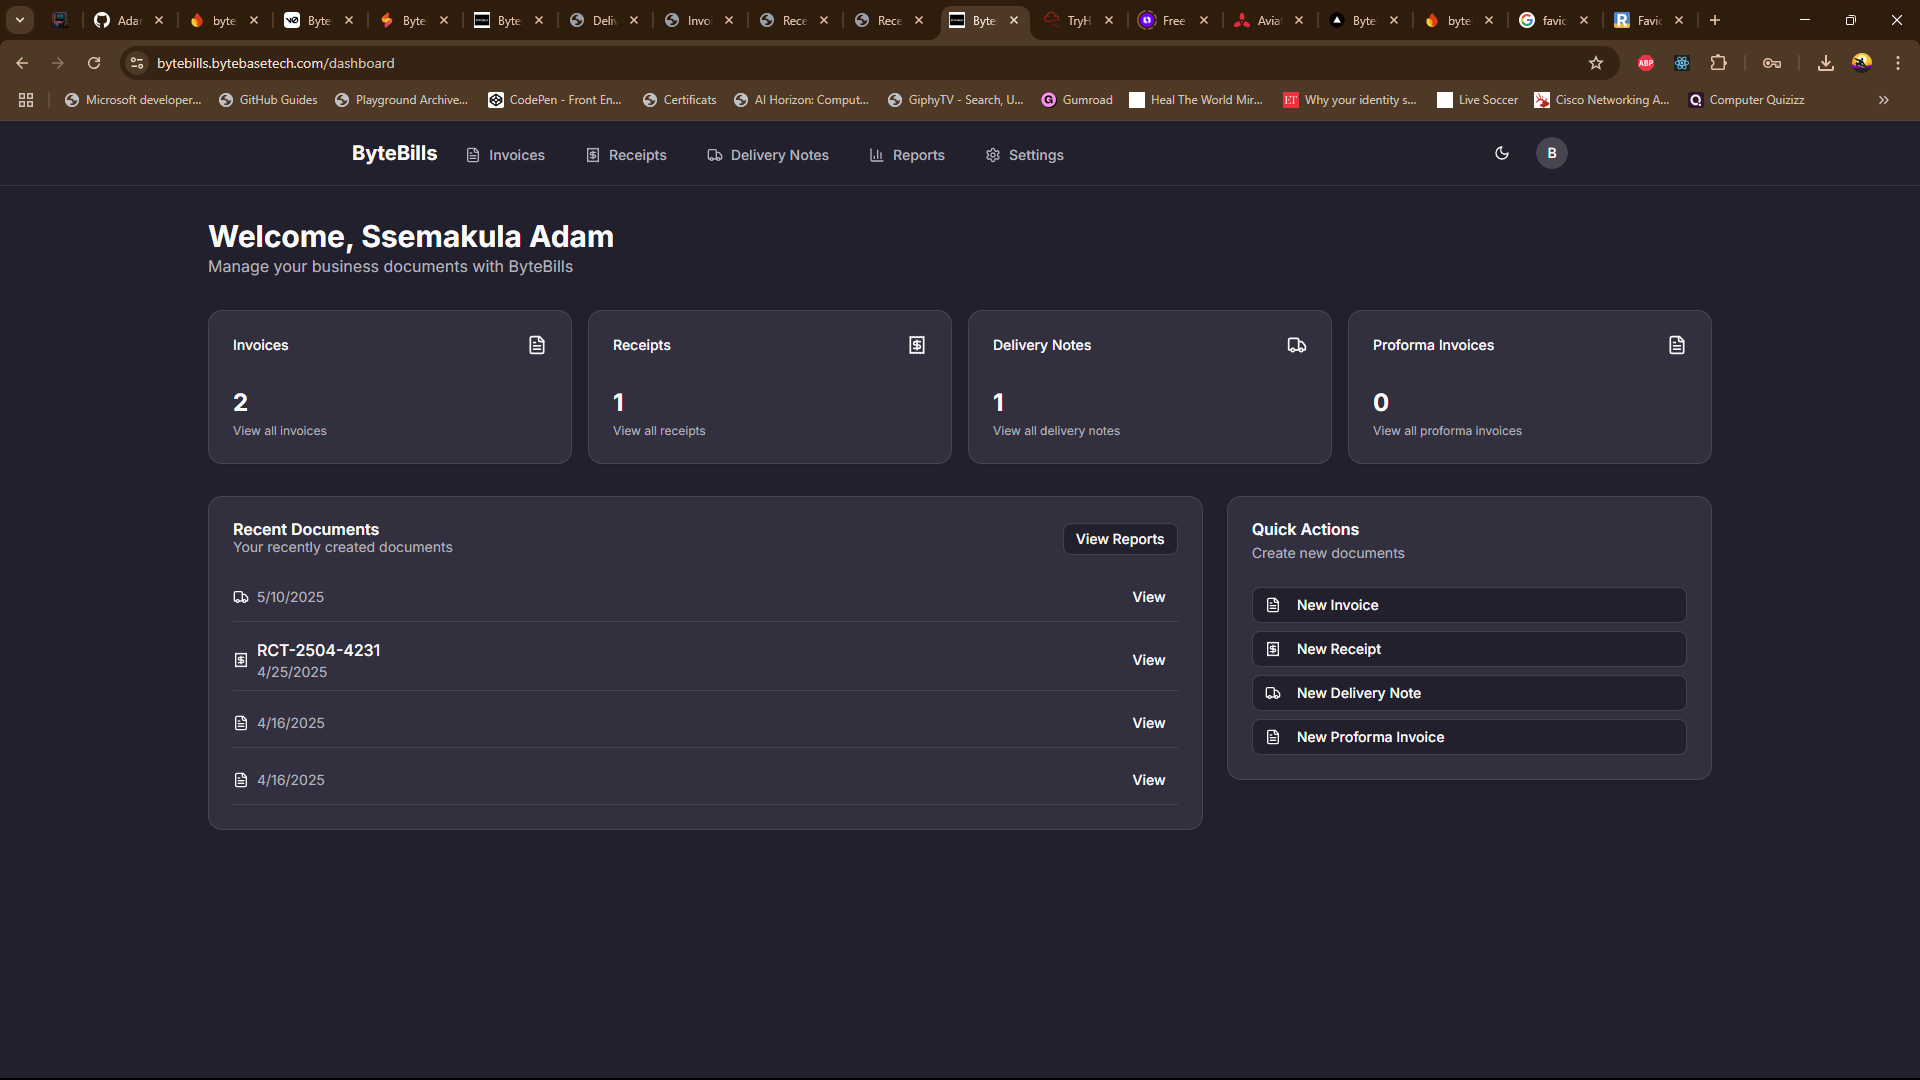 Adar
byte
Byte
Byte
Byte
Deliv
Invo
Rece
Rece
Byte
TryH
Free
Aviat
Byte
byte
favic
Favic
bytebills.bytebasetech.com/dashboard
ABP
Microsoft developer...
GitHub Guides
Playground Archive...
CodePen - Front En...
Certificats
AI Horizon: Comput...
GiphyTV - Search, U...
Gumroad
Heal The World Mir...
ET
Why your identity s...
Live Soccer
Cisco Networking A...
Computer Quizizz
ByteBills
Invoices
Receipts
Delivery Notes
Reports
Settings
B
Welcome, Ssemakula Adam
Manage your business documents with ByteBills
Invoices
2
View all invoices
Receipts
1
View all receipts
Delivery Notes
1
View all delivery notes
Proforma Invoices
0
View all proforma invoices
Recent Documents
Your recently created documents
View Reports
5/10/2025
View
RCT-2504-4231
4/25/2025
View
4/16/2025
View
4/16/2025
View
Quick Actions
Create new documents
New Invoice
New Receipt
New Delivery Note
New Proforma Invoice